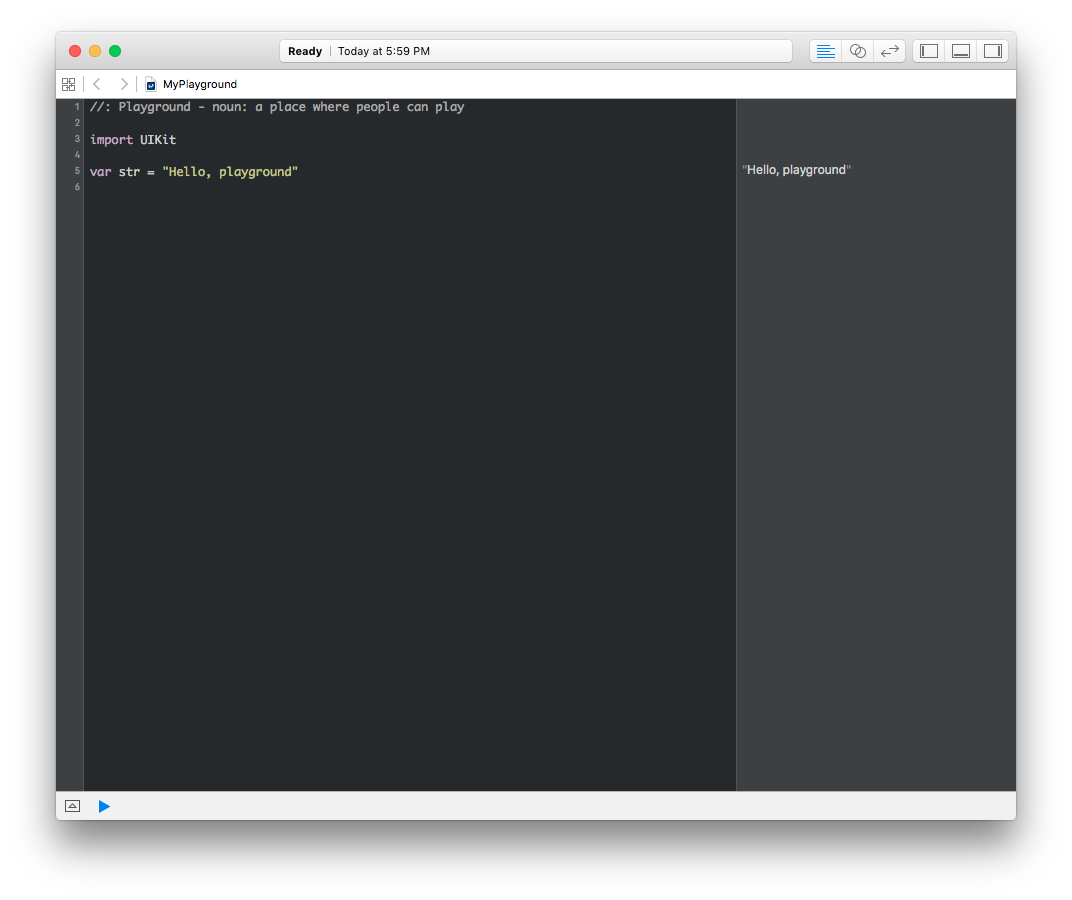 Ready | Today at 5:59 PM
MyPlayground
1 //: Playground - noun: a place where people can play
2
3 import UIKit
4
5 var str = "Hello, playground"
"Hello, playground"
6